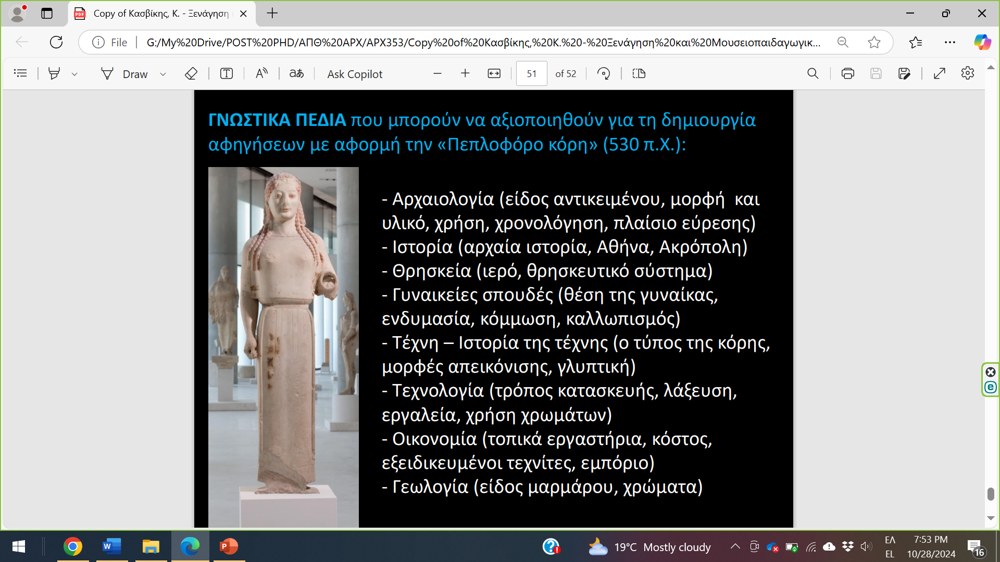 Copy of Κασβίκης, Κ. - Ξενάγηση
File
G:/My%20Drive/POST%20PHD/ΑΠΘ%20ΑΡΧ/ΑΡΧ353/Copy%20of%20Κασβίκης,%20Κ.%20-%20Ξενάγηση%20και%20Μουσειοπαιδαγωγικ...
Draw
Ask Copilot
51 of 52
ΓΝΩΣΤΙΚΑ ΠΕΔΙΑ που μπορούν να αξιοποιηθούν για τη δημιουργία
αφηγήσεων με αφορμή την «Πεπλοφόρο κόρη» (530 π.Χ.):
- Αρχαιολογία (είδος αντικειμένου, μορφή  και
υλικό, χρήση, χρονολόγηση, πλαίσιο εύρεσης)
- Ιστορία (αρχαία ιστορία, Αθήνα, Ακρόπολη)
- Θρησκεία (ιερό, θρησκευτικό σύστημα)
- Γυναικείες σπουδές (θέση της γυναίκας,
ενδυμασία, κόμμωση, καλλωπισμός)
- Τέχνη – Ιστορία της τέχνης (ο τύπος της κόρης,
μορφές απεικόνισης, γλυπτική)
- Τεχνολογία (τρόπος κατασκευής, λάξευση,
εργαλεία, χρήση χρωμάτων)
- Οικονομία (τοπικά εργαστήρια, κόστος,
εξειδικευμένοι τεχνίτες, εμπόριο)
- Γεωλογία (είδος μαρμάρου, χρώματα)
19°C Mostly cloudy
ΕΛ
EL
7:53 PM
10/28/2024
16